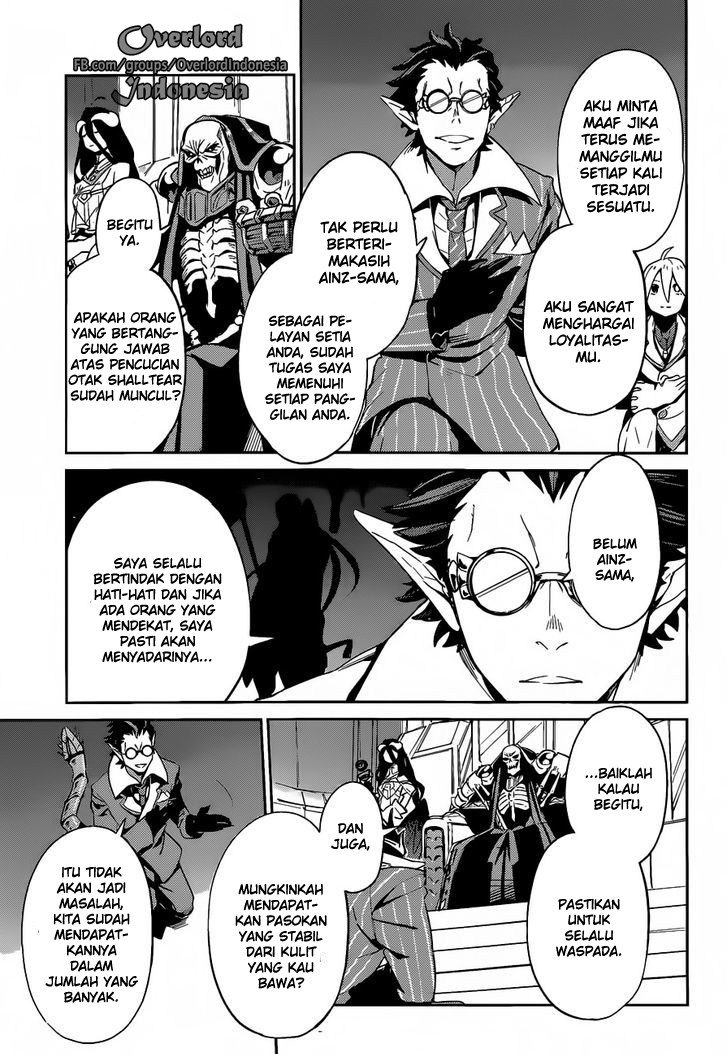 Overlord
FB.com/groups/OverlordIndonesia
Indonesia
AKU MINTA
MAAF JIKA
TERUS ME-
MANGGILMU
SETIAP KALI
TERJADI
SESUATU.
AKU SANGAT
MENGHARGAI
LOYALITAS-
MU.
TAK PERLU
BERTERI-
MAKASIH
AINZ-SAMA,
SEBAGAI PE-
LAYAN SETIA
ANDA, SUDAH
TUGAS SAYA
MEMENUHI
SETIAP PANG-
GILAN ANDA.
BEGITU
YA.
APAKAH ORANG
YANG BERTANG-
GUNG JAWAB
ATAS PENCUCIAN
OTAK SHALLTEAR
SUDAH MUNCUL?
BELUM
AINZ-
SAMA,
SAYA SELALU
BERTINDAK DENGAN
HATI-HATI DAN JIKA
ADA ORANG YANG
MENDEKAT, SAYA
PASTI AKAN
MENYADARINYA...
...BAIKLAH
KALAU
BEGITU,
PASTIKAN
UNTUK
SELALU
WASPADA.
DAN
JUGA,
MUNGKINKAH
MENDAPAT-
KAN PASOKAN
YANG STABIL
DARI KULIT
YANG KAU
BAWA?
ITU TIDAK
AKAN JADI
MASALAH,
KITA SUDAH
MENDAPAT-
KANNYA
DALAM
JUMLAH YANG
BANYAK.